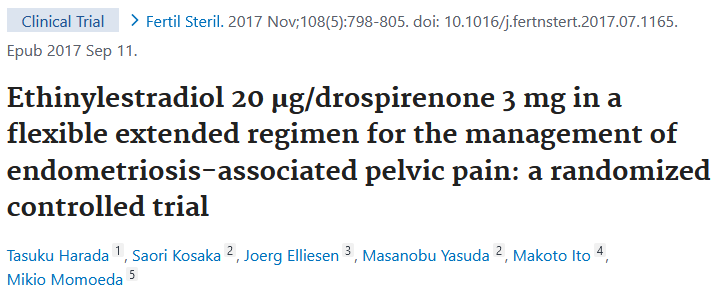 Clinical Trial > Fertil Steril. 2017 Nov;108(5):798-805. doi: 10.1016/j.fertnstert.2017.07.1165.
Epub 2017 Sep 11.
Ethinylestradiol 20 μg/drospirenone 3 mg in a
flexible extended regimen for the management of
endometriosis-associated pelvic pain: a randomized
controlled trial
Tasuku Harada 1, Saori Kosaka 2, Joerg Elliesen 3, Masanobu Yasuda 2, Makoto Ito 4,
Mikio Momoeda 5